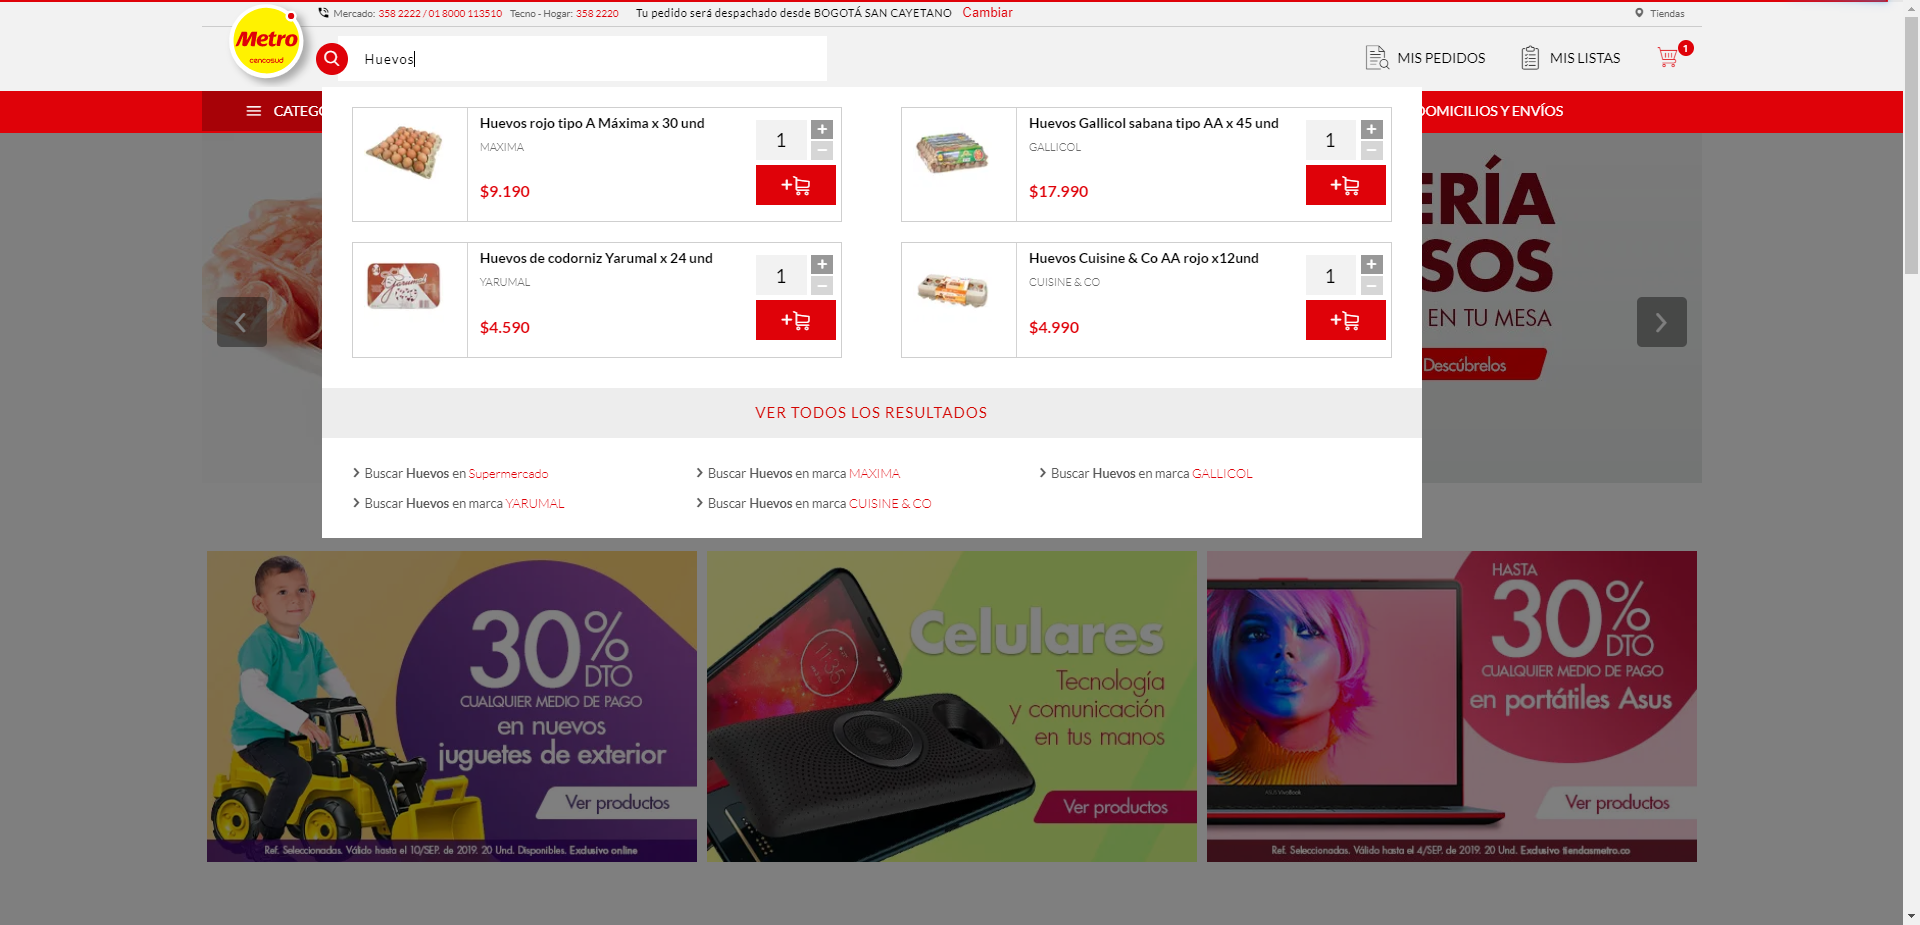 Mercado: 358 2222 / 01 8000 113510 Tecno - Hogar: 358 2220 Tu pedido será despachado desde BOGOTÁ SAN CAYETANO Cambiar Tiendas
Metro
cencosud
Huevos
MIS PEDIDOS
MIS LISTAS
1
CATEGO
DOMICILIOS Y ENVÍOS
Huevos rojo tipo A Máxima x 30 und
MAXIMA
$9.190
1
+
−
+
Huevos Gallicol sabana tipo AA x 45 und
GALLICOL
$17.990
1
+
−
+
Huevos de codorniz Yarumal x 24 und
YARUMAL
$4.590
1
+
−
+
Yarumal
Huevos Cuisine & Co AA rojo x12und
CUISINE & CO
$4.990
1
+
−
+
ERÍA
SOS
EN TU MESA
Descúbrelos
VER TODOS LOS RESULTADOS
Buscar Huevos en Supermercado
Buscar Huevos en marca MAXIMA
Buscar Huevos en marca GALLICOL
Buscar Huevos en marca YARUMAL
Buscar Huevos en marca CUISINE & CO
30%
DTO
CUALQUIER MEDIO DE PAGO
en nuevos
juguetes de exterior
Ver productos
Ref. Seleccionadas. Válido hasta el 10/SEP. de 2019. 20 Und. Disponibles. Exclusivo online
Celulares
Tecnología
y comunicación
en tus manos
Ver productos
11:35
HASTA
30%
DTO
CUALQUIER MEDIO DE PAGO
en portátiles Asus
Ver productos
ASUS VivoBook
Ref. Seleccionadas. Válido hasta el 4/SEP. de 2019. 20 Und. Exclusivo tiendasmetro.co